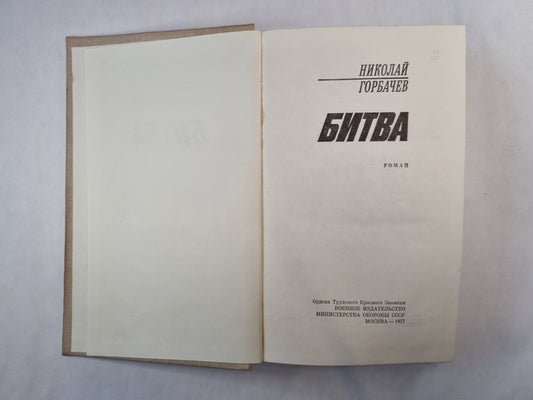 НИКОЛАЙ
ГОРБАЧЕВ
БИТВА
РОМАН
Ордена Трудового Красного Знамени
ВОЕННОЕ ИЗДАТЕЛЬСТВО
МИНИСТЕРСТВА ОБОРОНЫ СССР
МОСКВА — 1977